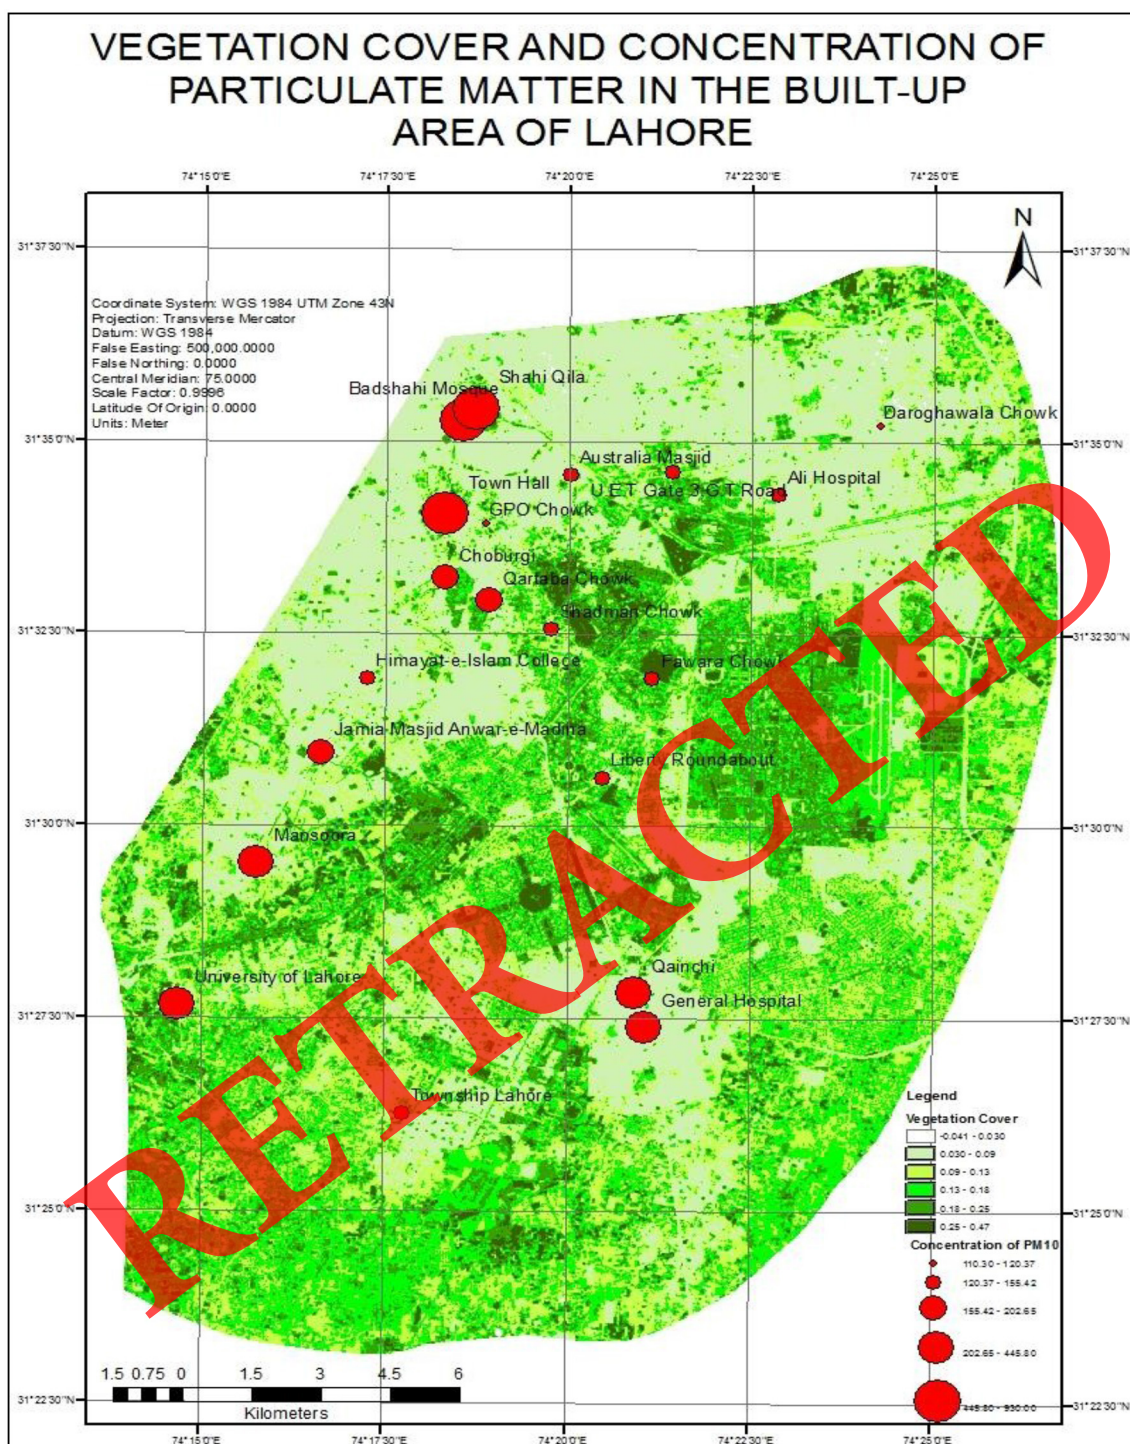 VEGETATION COVER AND CONCENTRATION OF
PARTICULATE MATTER IN THE BUILT-UP
AREA OF LAHORE
74°15'0"E 74°17'30"E 74°20'0"E 74°22'30"E 74°25'0"E
N
31°37'30"N 31°37'30"N
Coordinate System: WGS 1984 UTM Zone 43N
Projection: Transverse Mercator
Datum: WGS 1984
False Easting: 500,000.0000
False Northing: 0.0000
Central Meridian: 75.0000
Scale Factor: 0.9996
Latitude Of Origin: 0.0000
Units: Meter
Shahi Qila
Badshahi Mosque
Daroghawala Chowk
31°35'0"N 31°35'0"N
Australia Masjid
Town Hall
U.E.T Gate 3 G.T Road
Ali Hospital
GPO Chowk
Choburgi
Qartaba Chowk
Shadman Chowk
31°32'30"N 31°32'30"N
Himayat-e-Islam College
Fawara Chowk
Jamia Masjid Anwar-e-Madina
Liberty Roundabout
31°30'0"N 31°30'0"N
Mansoora
University of Lahore
Qainchi
General Hospital
31°27'30"N 31°27'30"N
Township Lahore
RETRACTED
31°25'0"N 31°25'0"N
Legend
Vegetation Cover
-0.041 - 0.030
0.030 - 0.09
0.09 - 0.13
0.13 - 0.18
0.18 - 0.25
0.25 - 0.47
Concentration of PM10
110.30 - 120.37
120.37 - 155.42
155.42 - 202.65
202.65 - 445.80
445.80 - 930.00
1.5 0.75 0 1.5 3 4.5 6
Kilometers
31°22'30"N 31°22'30"N
74°15'0"E 74°17'30"E 74°20'0"E 74°22'30"E 74°25'0"E